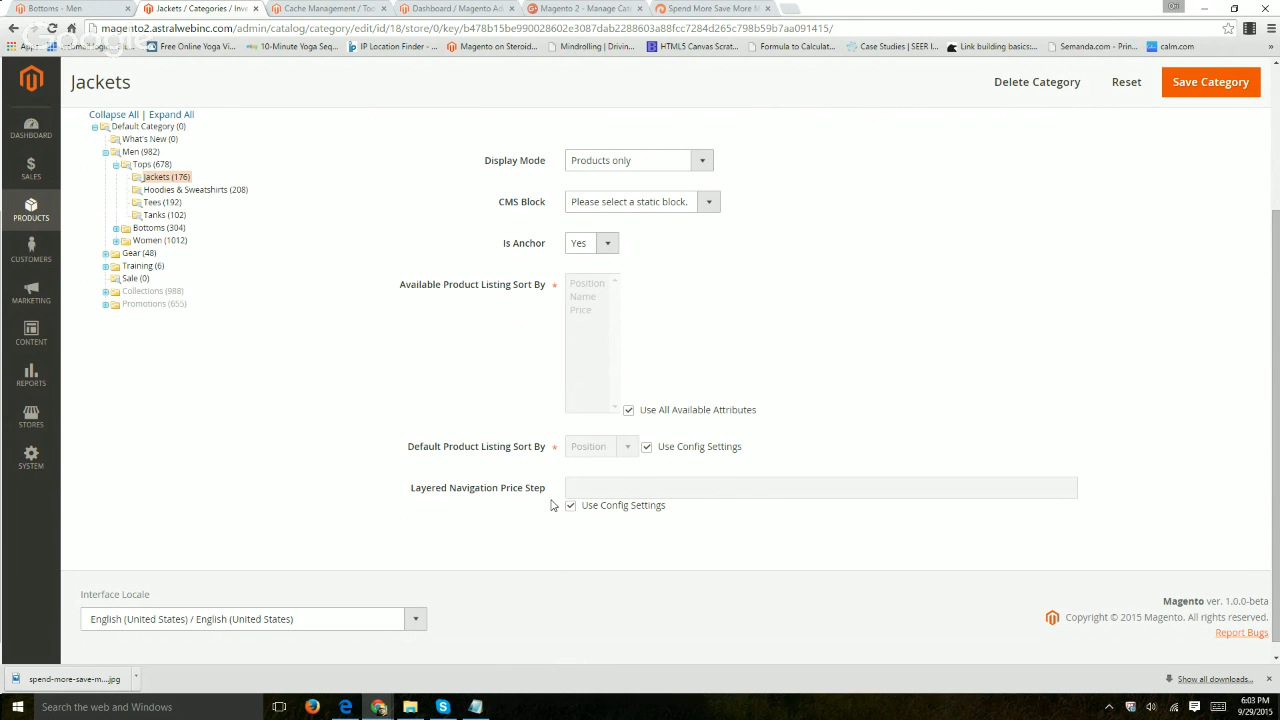 Bottoms - Men
Jackets / Categories / Inve
Cache Management / Too
Dashboard / Magento Ad
Magento 2 - Manage Cat
Spend More Save More M
magento2.astralwebinc.com/admin/catalog/category/edit/id/18/store/0/key/b478b15be990028602e3087dab2288603a88fcc7284d265c798b59b7aa091415/
Google
Apps
Free Online Yoga Vi...
10-Minute Yoga Seq...
IP Location Finder - ...
Magento on Steroid...
Mindrolling | Drivin...
HTML5 Canvas Scrat...
Formula to Calculat...
Case Studies | SEER I...
Link building basics:...
Semanda.com - Prin...
calm.com
»
Jackets
Delete Category
Reset
Save Category
DASHBOARD
SALES
PRODUCTS
CUSTOMERS
MARKETING
CONTENT
REPORTS
STORES
SYSTEM
Collapse All | Expand All
Default Category (0)
What's New (0)
Men (982)
Tops (678)
Jackets (176)
Hoodies & Sweatshirts (208)
Tees (192)
Tanks (102)
Bottoms (304)
Women (1012)
Gear (48)
Training (6)
Sale (0)
Collections (988)
Promotions (655)
Display Mode
Products only
CMS Block
Please select a static block.
Is Anchor
Yes
Available Product Listing Sort By *
Position
Name
Price
Use All Available Attributes
Default Product Listing Sort By *
Position
Use Config Settings
Layered Navigation Price Step
Use Config Settings
Interface Locale
English (United States) / English (United States)
Magento ver. 1.0.0-beta
Copyright © 2015 Magento. All rights reserved.
Report Bugs
spend-more-save-m....jpg
Show all downloads...
Search the web and Windows
6:03 PM
9/29/2015